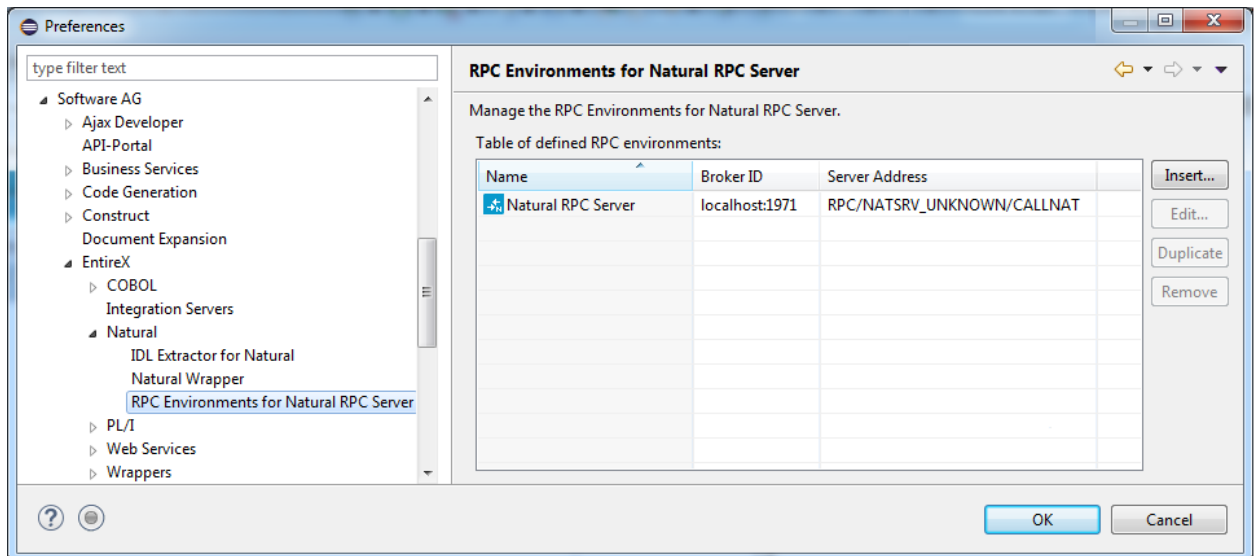 Preferences
type filter text
Software AG
Ajax Developer
API-Portal
Business Services
Code Generation
Construct
Document Expansion
EntireX
COBOL
Integration Servers
Natural
IDL Extractor for Natural
Natural Wrapper
RPC Environments for Natural RPC Server
PL/I
Web Services
Wrappers
RPC Environments for Natural RPC Server
Manage the RPC Environments for Natural RPC Server.
Table of defined RPC environments:
Name Broker ID Server Address
Natural RPC Server localhost:1971 RPC/NATSRV_UNKNOWN/CALLNAT
Insert...
Edit...
Duplicate
Remove
OK Cancel